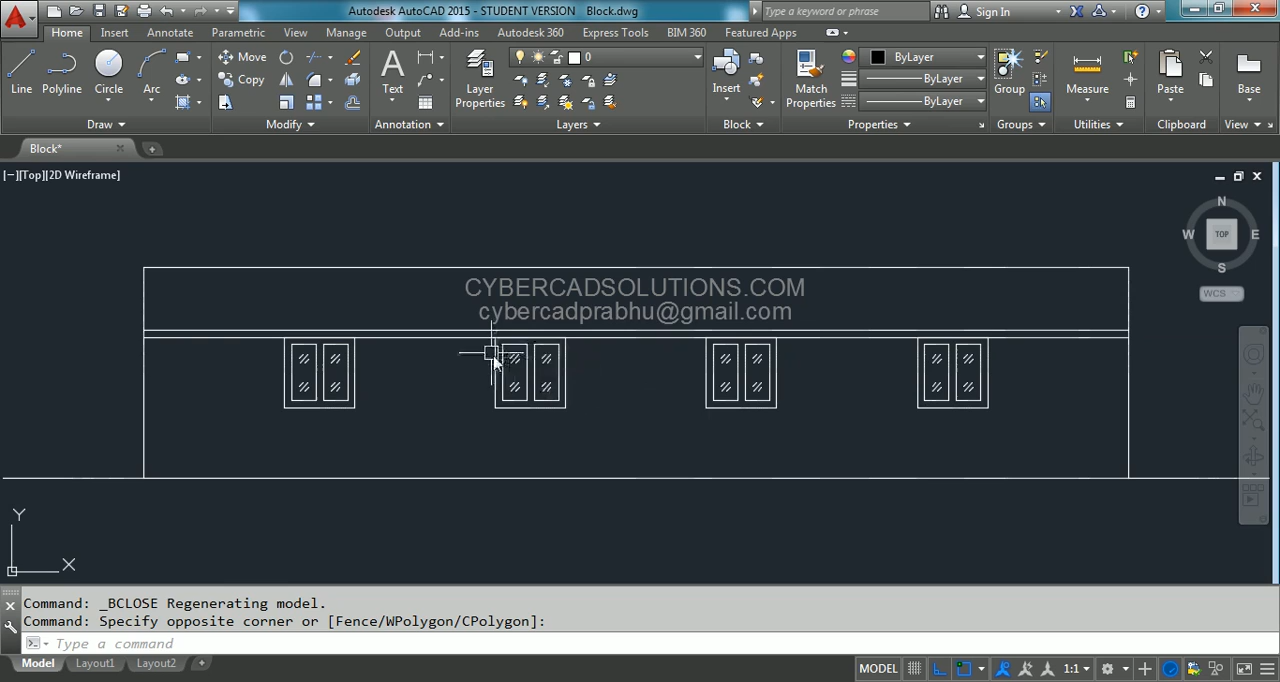 Autodesk AutoCAD 2015 - STUDENT VERSION Block.dwg
Type a keyword or phrase
Sign In
Home Insert Annotate Parametric View Manage Output Add-ins Autodesk 360 Express Tools BIM 360 Featured Apps
Line
Polyline
Circle
Arc
Move
Copy
Text
Layer
Properties
0
Insert
Match
Properties
ByLayer
ByLayer
ByLayer
Group
Measure
Paste
Base
Draw
Modify
Annotation
Layers
Block
Properties
Groups
Utilities
Clipboard
View
Block*
[−][Top][2D Wireframe]
N
W TOP E
S
WCS
CYBERCADSOLUTIONS.COM
cybercadprabhu@gmail.com
Y
X
Command: _BCLOSE Regenerating model.
Command: Specify opposite corner or [Fence/WPolygon/CPolygon]:
Type a command
Model Layout1 Layout2
MODEL
1:1